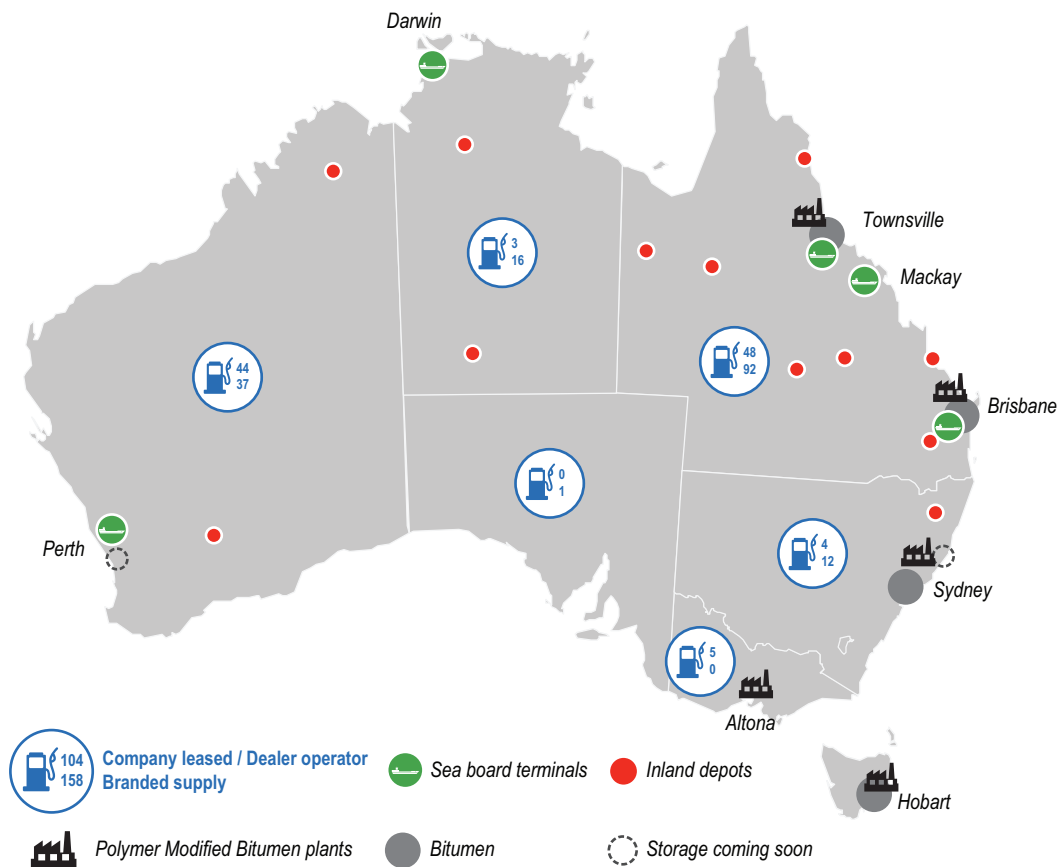 Darwin
Townsville
3
16
Mackay
48
92
44
37
Brisbane
0
1
Perth
4
12
Sydney
5
0
Altona
104
158
Company leased / Dealer operator
Branded supply
Sea board terminals
Inland depots
Hobart
Polymer Modified Bitumen plants
Bitumen
Storage coming soon